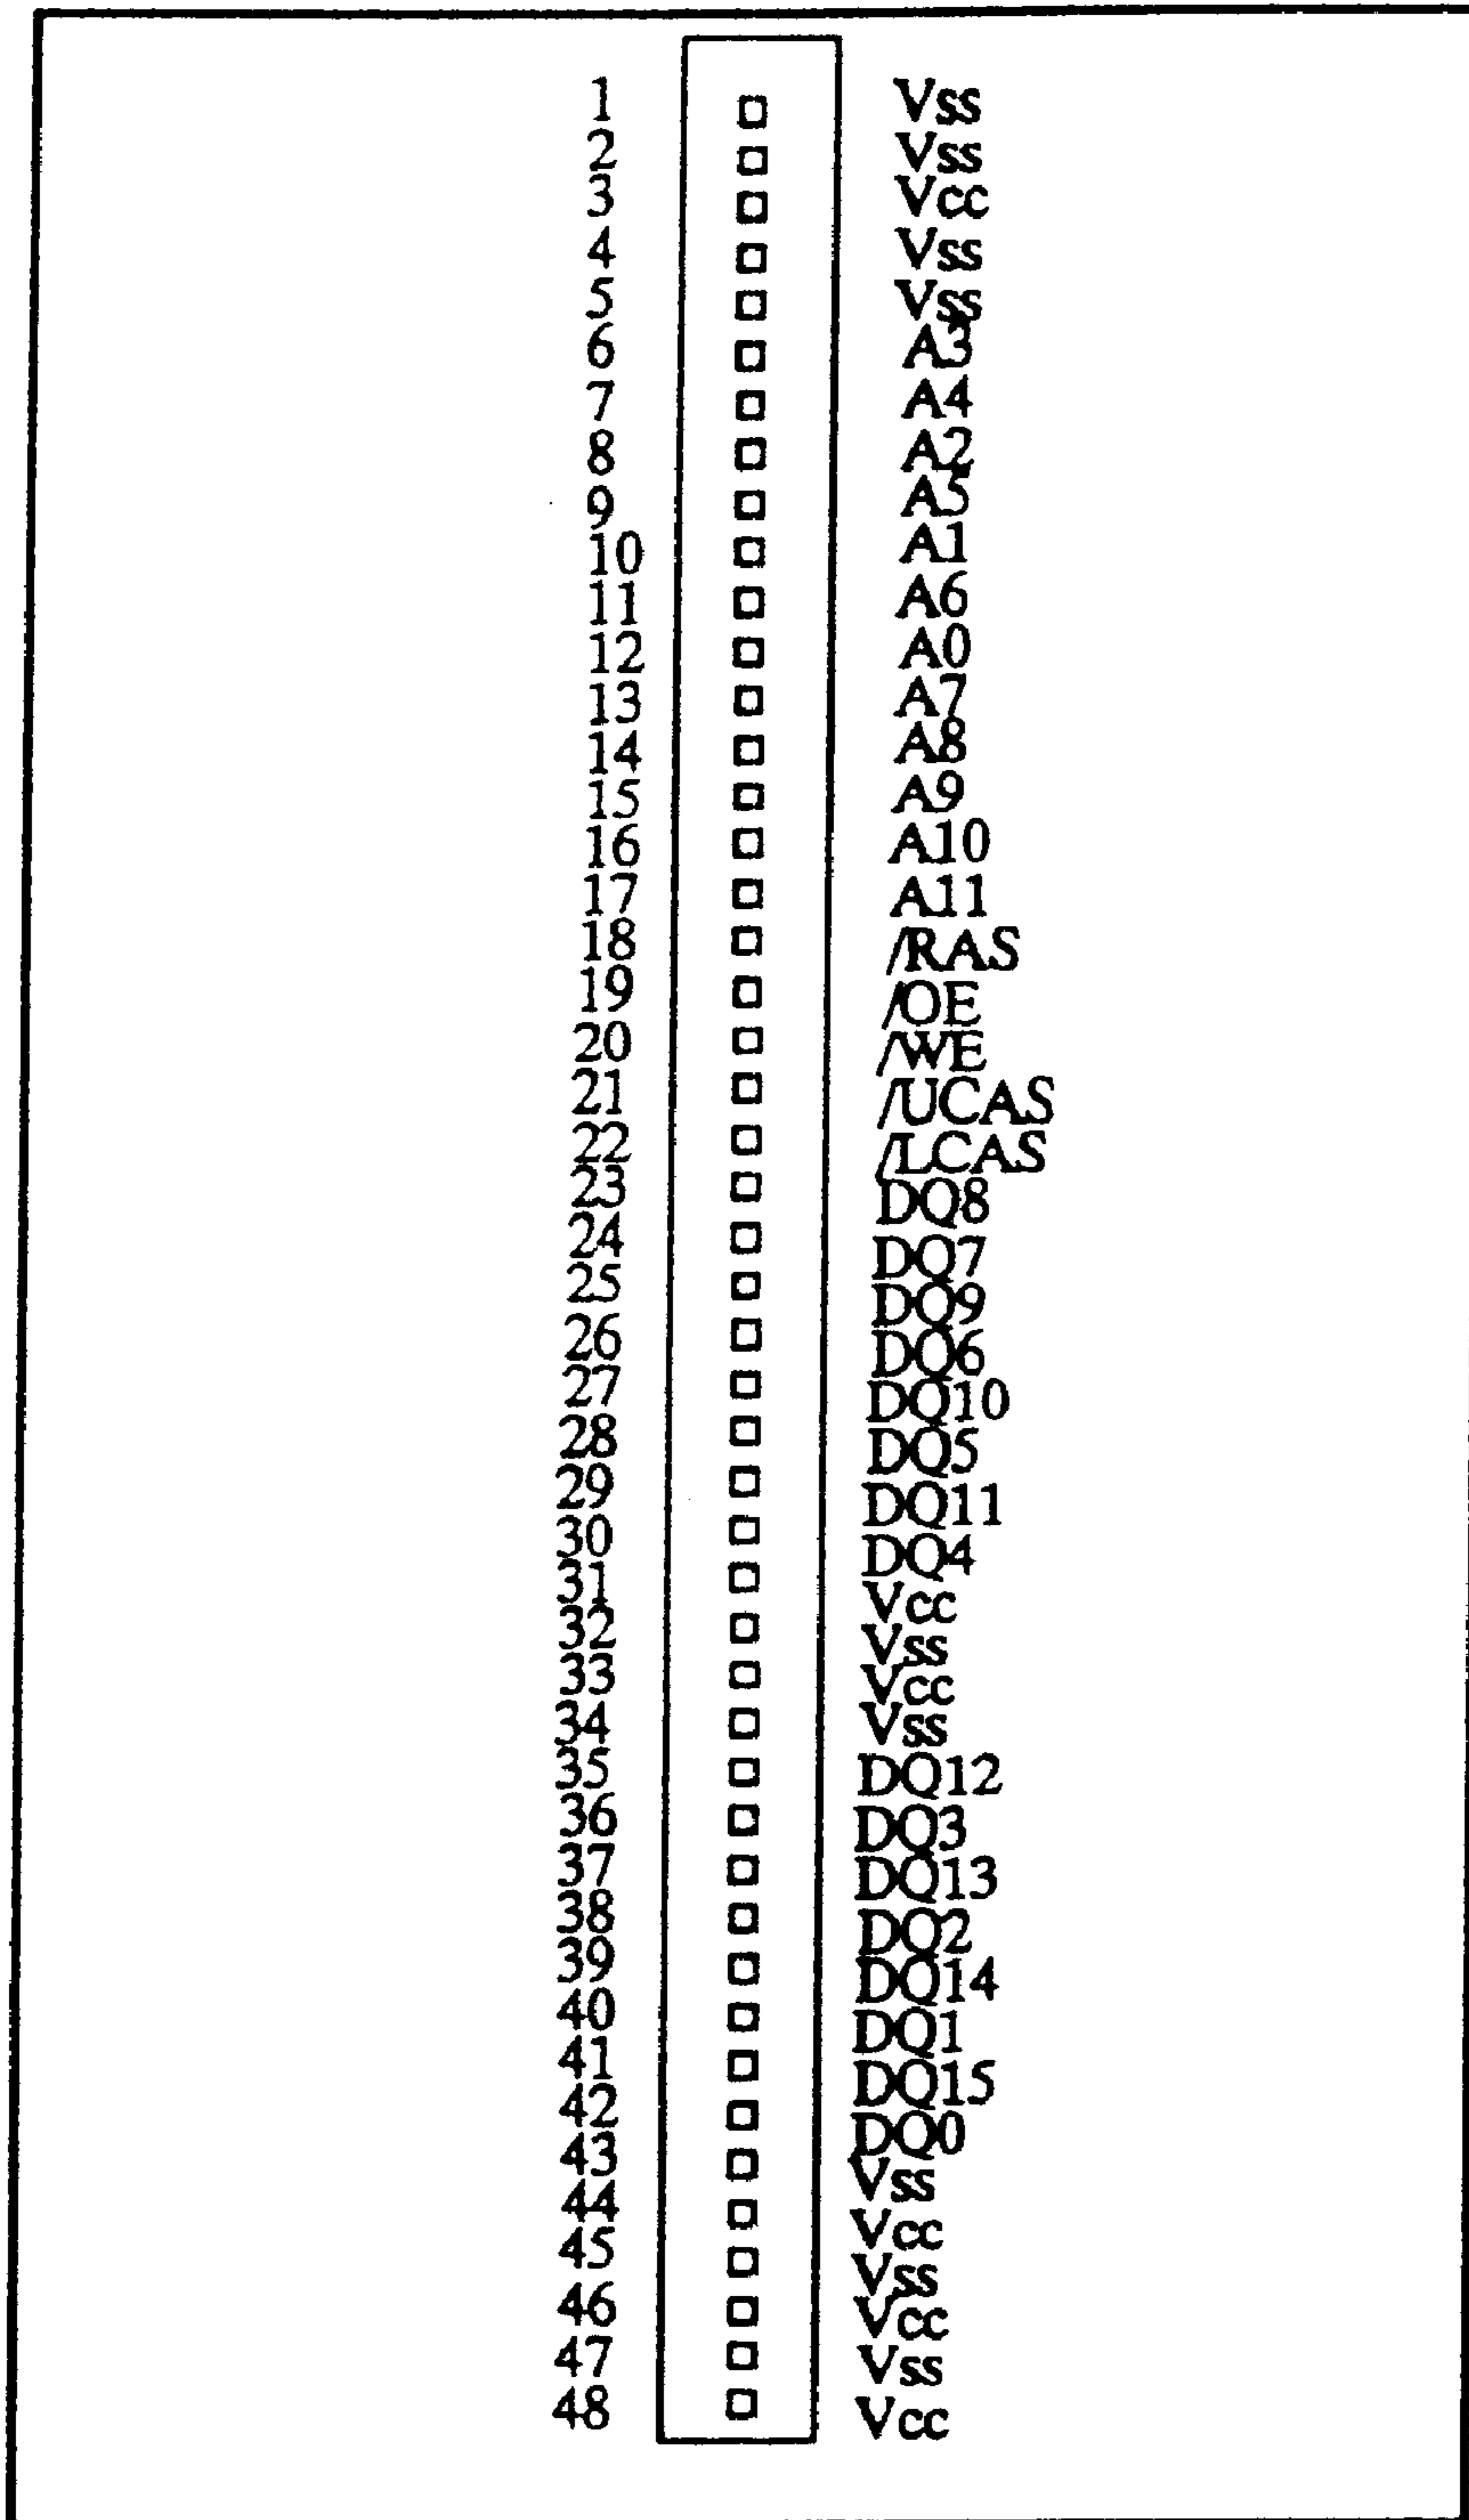 1 Vss
2 Vss
3 Vcc
4 Vss
5 Vss
6 A3
7 A4
8 A2
9 A5
10 A1
11 A6
12 A0
13 A7
14 A8
15 A9
16 A10
17 A11
18 /RAS
19 /OE
20 /WE
21 /UCAS
22 /LCAS
23 DQ8
24 DQ7
25 DQ9
26 DQ6
27 DQ10
28 DQ5
29 DQ11
30 DQ4
31 Vcc
32 Vss
33 Vcc
34 Vss
35 DQ12
36 DQ3
37 DQ13
38 DQ2
39 DQ14
40 DQ1
41 DQ15
42 DQ0
43 Vss
44 Vcc
45 Vss
46 Vcc
47 Vss
48 Vcc